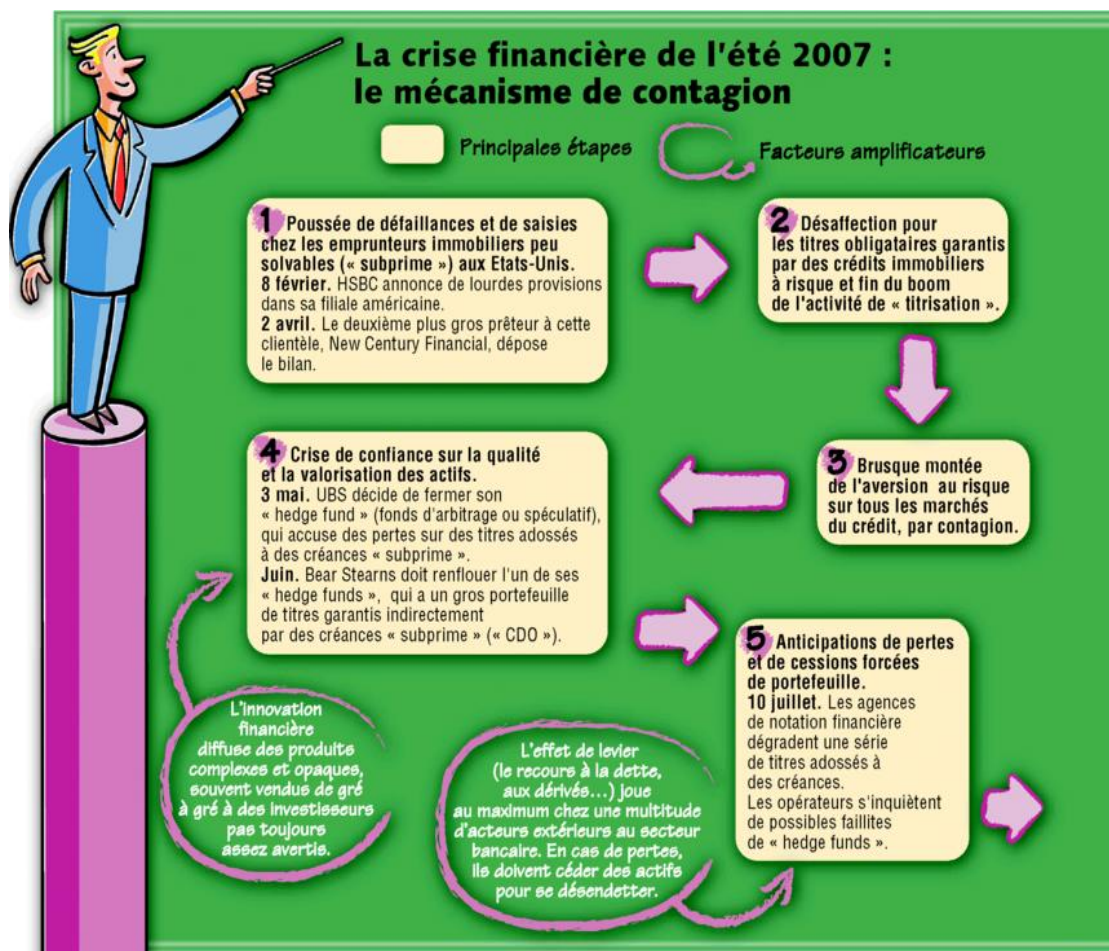 La crise financière de l'été 2007 :
le mécanisme de contagion
Principales étapes
Facteurs amplificateurs
1 Poussée de défaillances et de saisies
chez les emprunteurs immobiliers peu
solvables (« subprime ») aux Etats-Unis.
8 février. HSBC annonce de lourdes provisions
dans sa filiale américaine.
2 avril. Le deuxième plus gros prêteur à cette
clientèle, New Century Financial, dépose
le bilan.
2 Désaffection pour
les titres obligataires garantis
par des crédits immobiliers
à risque et fin du boom
de l'activité de « titrisation ».
3 Brusque montée
de l'aversion au risque
sur tous les marchés
du crédit, par contagion.
4 Crise de confiance sur la qualité
et la valorisation des actifs.
3 mai. UBS décide de fermer son
« hedge fund » (fonds d'arbitrage ou spéculatif),
qui accuse des pertes sur des titres adossés
à des créances « subprime ».
Juin. Bear Stearns doit renflouer l'un de ses
« hedge funds », qui a un gros portefeuille
de titres garantis indirectement
par des créances « subprime » (« CDO »).
L'innovation
financière
diffuse des produits
complexes et opaques,
souvent vendus de gré
à gré à des investisseurs
pas toujours
assez avertis.
5 Anticipations de pertes
et de cessions forcées
de portefeuille.
10 juillet. Les agences
de notation financière
dégradent une série
de titres adossés à
des créances.
Les opérateurs s'inquiètent
de possibles faillites
de « hedge funds ».
L'effet de levier
(le recours à la dette,
aux dérivés...) joue
au maximum chez une multitude
d'acteurs extérieurs au secteur
bancaire. En cas de pertes,
ils doivent céder des actifs
pour se désendetter.